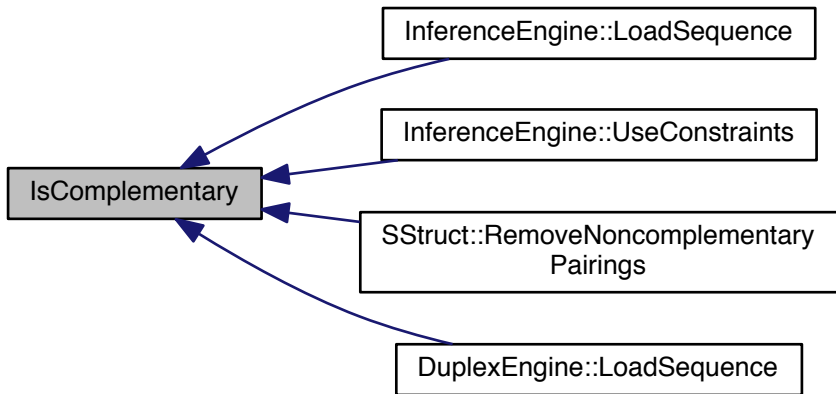 InferenceEngine::LoadSequence
InferenceEngine::UseConstraints
IsComplementary
SStruct::RemoveNoncomplementary
Pairings
DuplexEngine::LoadSequence